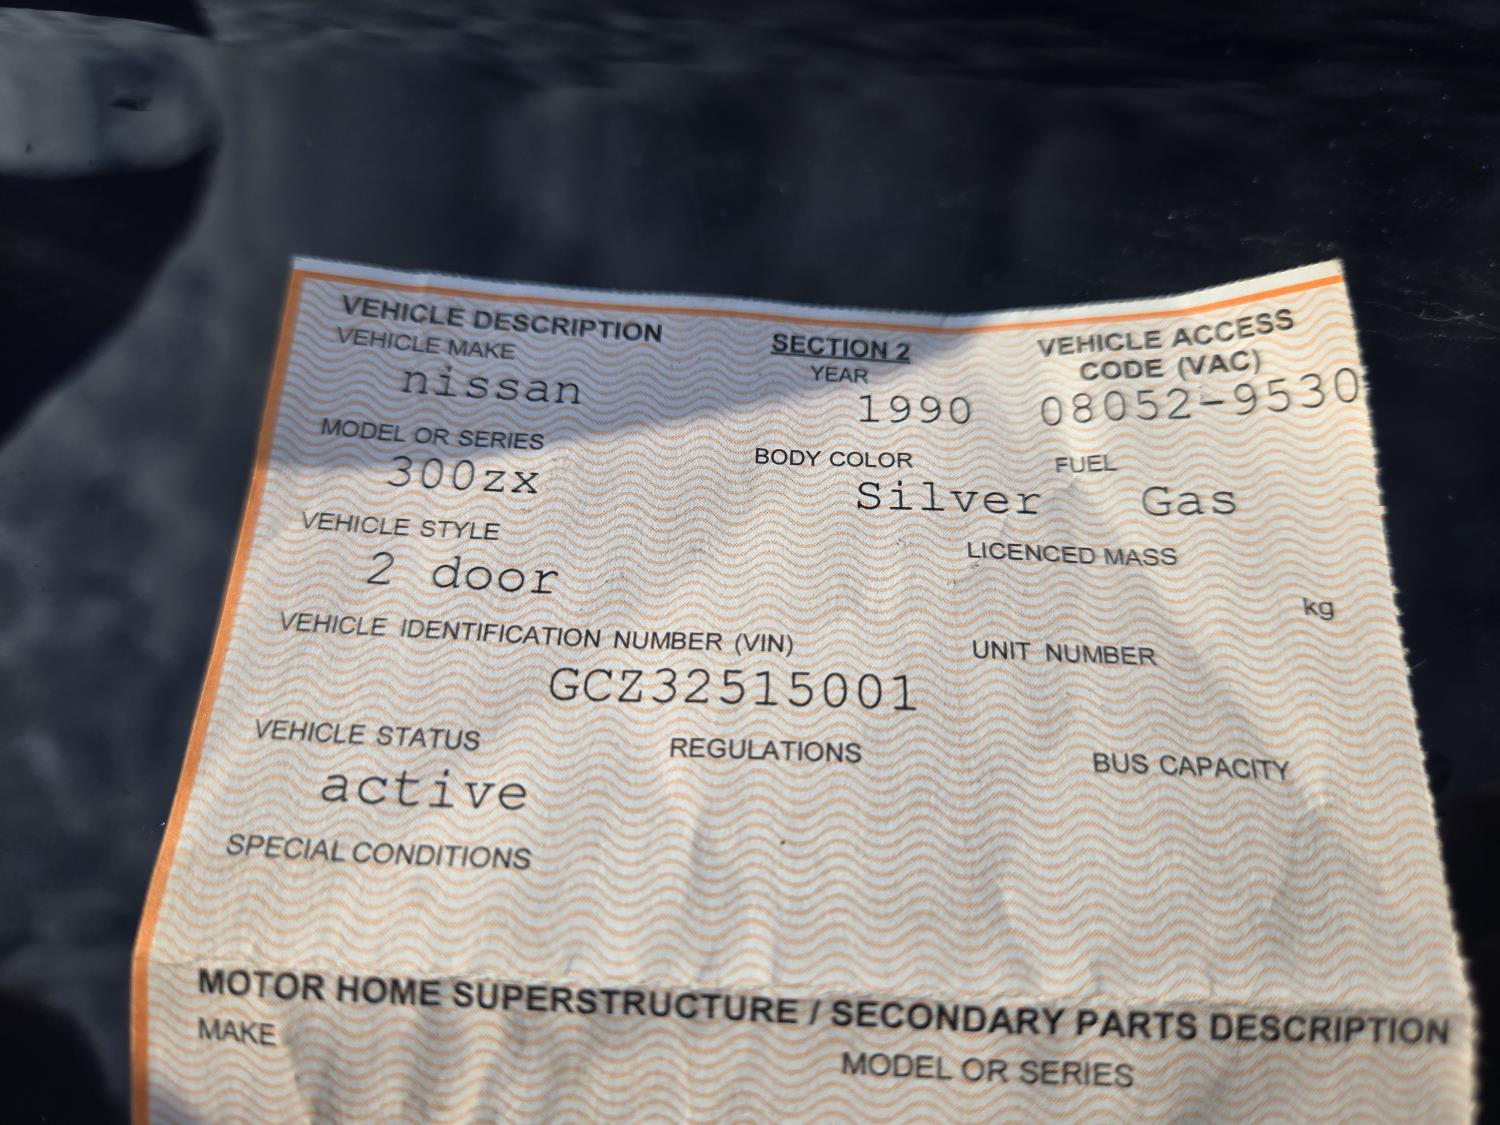 VEHICLE DESCRIPTION
SECTION 2
VEHICLE ACCESS
CODE (VAC)
VEHICLE MAKE
nissan
YEAR
1990
08052-9530
MODEL OR SERIES
300zx
BODY COLOR
Silver
FUEL
Gas
VEHICLE STYLE
2 door
LICENCED MASS
kg
VEHICLE IDENTIFICATION NUMBER (VIN)
GCZ32515001
UNIT NUMBER
VEHICLE STATUS
active
REGULATIONS
BUS CAPACITY
SPECIAL CONDITIONS
MOTOR HOME SUPERSTRUCTURE / SECONDARY PARTS DESCRIPTION
MAKE
MODEL OR SERIES